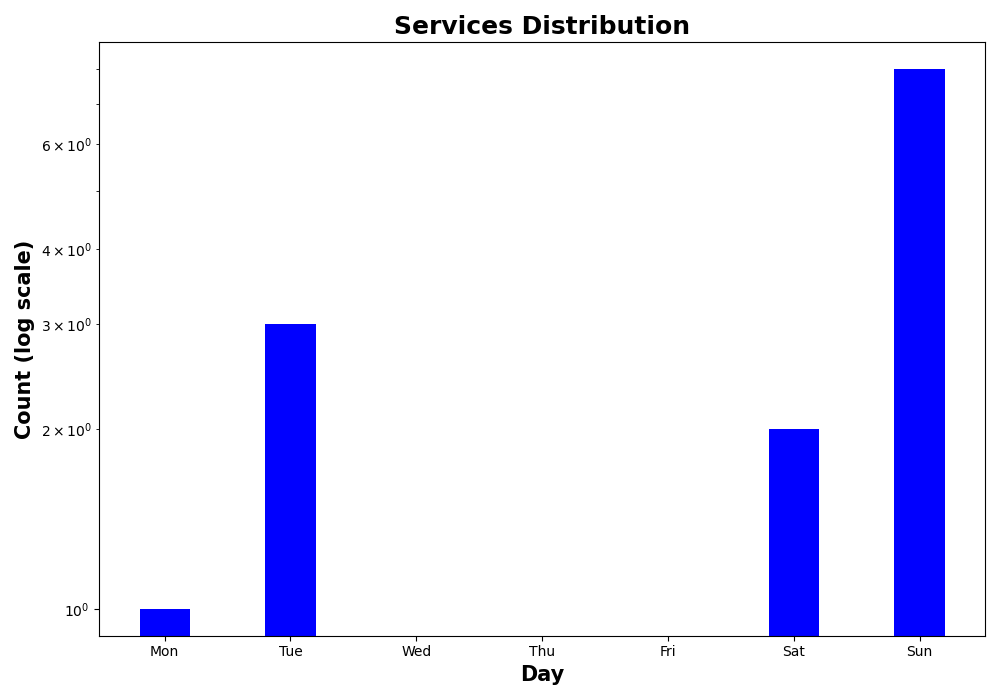 Services Distribution
Count (log scale)
6 × 10⁰
4 × 10⁰
3 × 10⁰
2 × 10⁰
10⁰
Mon Tue Wed Thu Fri Sat Sun
Day